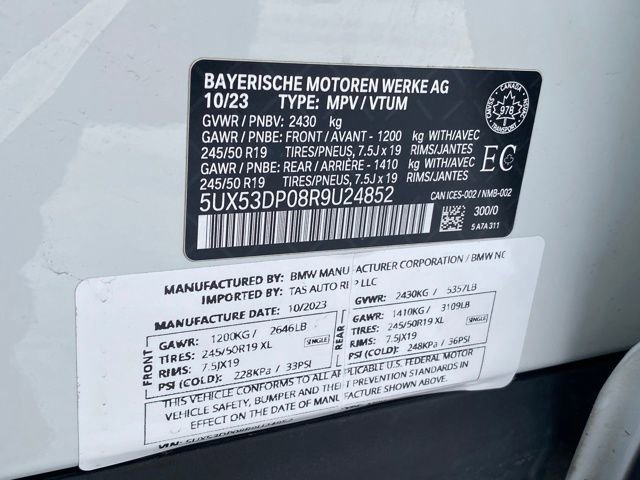 BAYERISCHE MOTOREN WERKE AG
10/23 TYPE: MPV / VTUM
GVWR / PNBV: 2430 kg
GAWR / PNBE: FRONT / AVANT - 1200 kg WITH/AVEC
245/50 R19 TIRES/PNEUS, 7.5J x 19 RIMS/JANTES
GAWR / PNBE: REAR / ARRIÈRE - 1410 kg WITH/AVEC
245/50 R19 TIRES/PNEUS, 7.5J x 19 RIMS/JANTES
5UX53DP08R9U24852
CANADA
978
TRANSPORT
EC
CAN ICES-002 / NMB-002
300/0
5 A7A 311
MANUFACTURED BY: BMW MANUFACTURER CORPORATION / BMW NC
IMPORTED BY: TAS AUTO REP LLC
MANUFACTURE DATE: 10/2023
GVWR: 2430KG / 5357LB
FRONT
GAWR: 1200KG / 2646LB
TIRES: 245/50R19 XL SINGLE
RIMS: 7.5JX19
PSI (COLD): 228KPa / 33PSI
REAR
GAWR: 1410KG / 3109LB
TIRES: 245/50R19 XL SINGLE
RIMS: 7.5JX19
PSI (COLD): 248KPa / 36PSI
THIS VEHICLE CONFORMS TO ALL APPLICABLE U.S. FEDERAL MOTOR
VEHICLE SAFETY, BUMPER AND THEFT PREVENTION STANDARDS IN
EFFECT ON THE DATE OF MANUFACTURE SHOWN ABOVE.
VIN: 5UX53DP08R9U24852